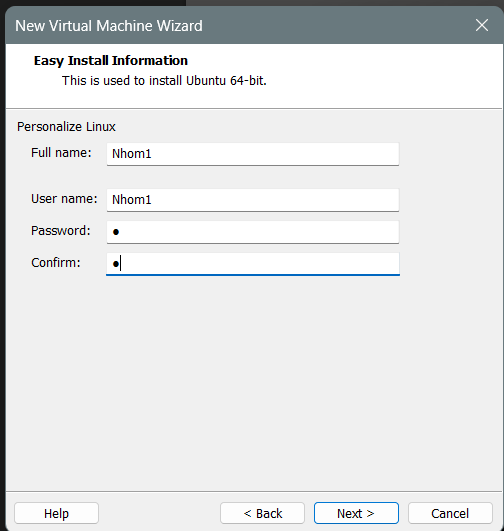 New Virtual Machine Wizard
Easy Install Information
This is used to install Ubuntu 64-bit.
Personalize Linux
Full name: Nhom1
User name: Nhom1
Password: ●
Confirm: ●
Help < Back Next > Cancel